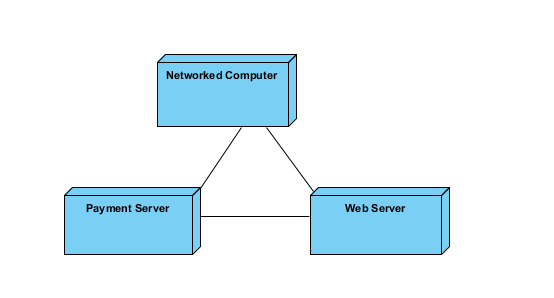 Networked Computer
Payment Server
Web Server